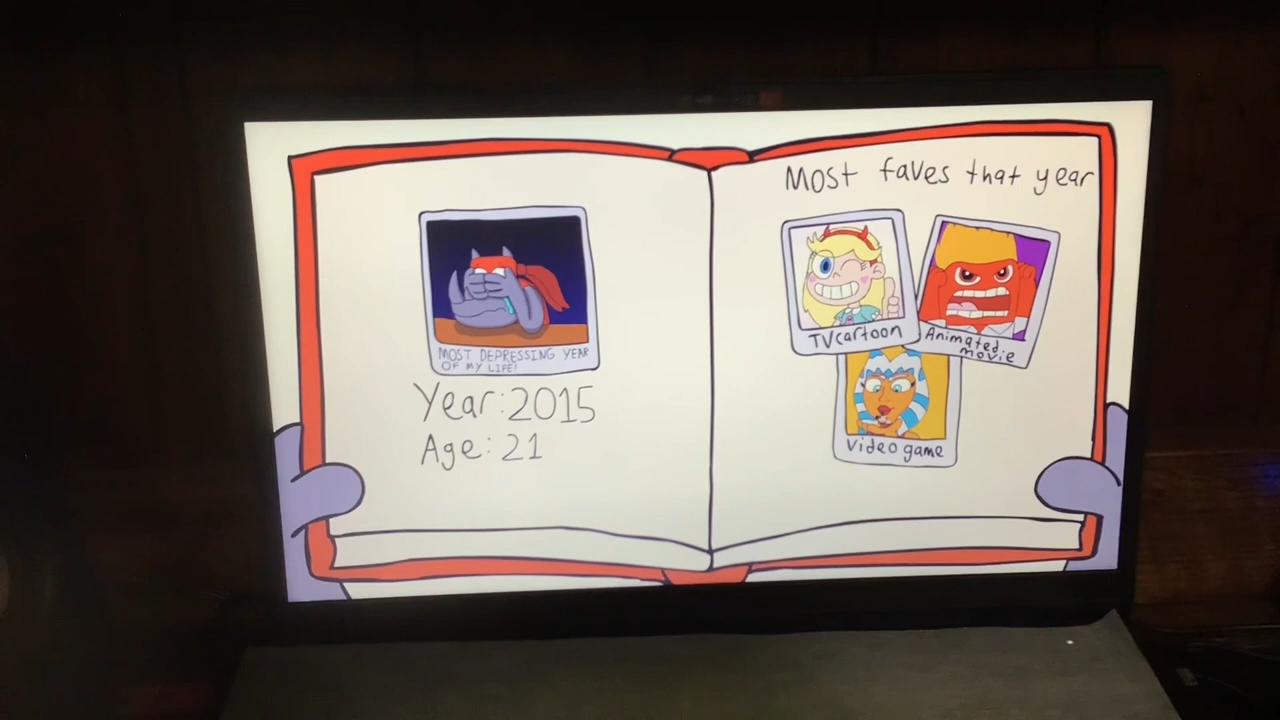 MOST DEPRESSING YEAR
OF MY LIFE!
Year: 2015
Age: 21
Most faves that year
TV cartoon
Animated
movie
Video game